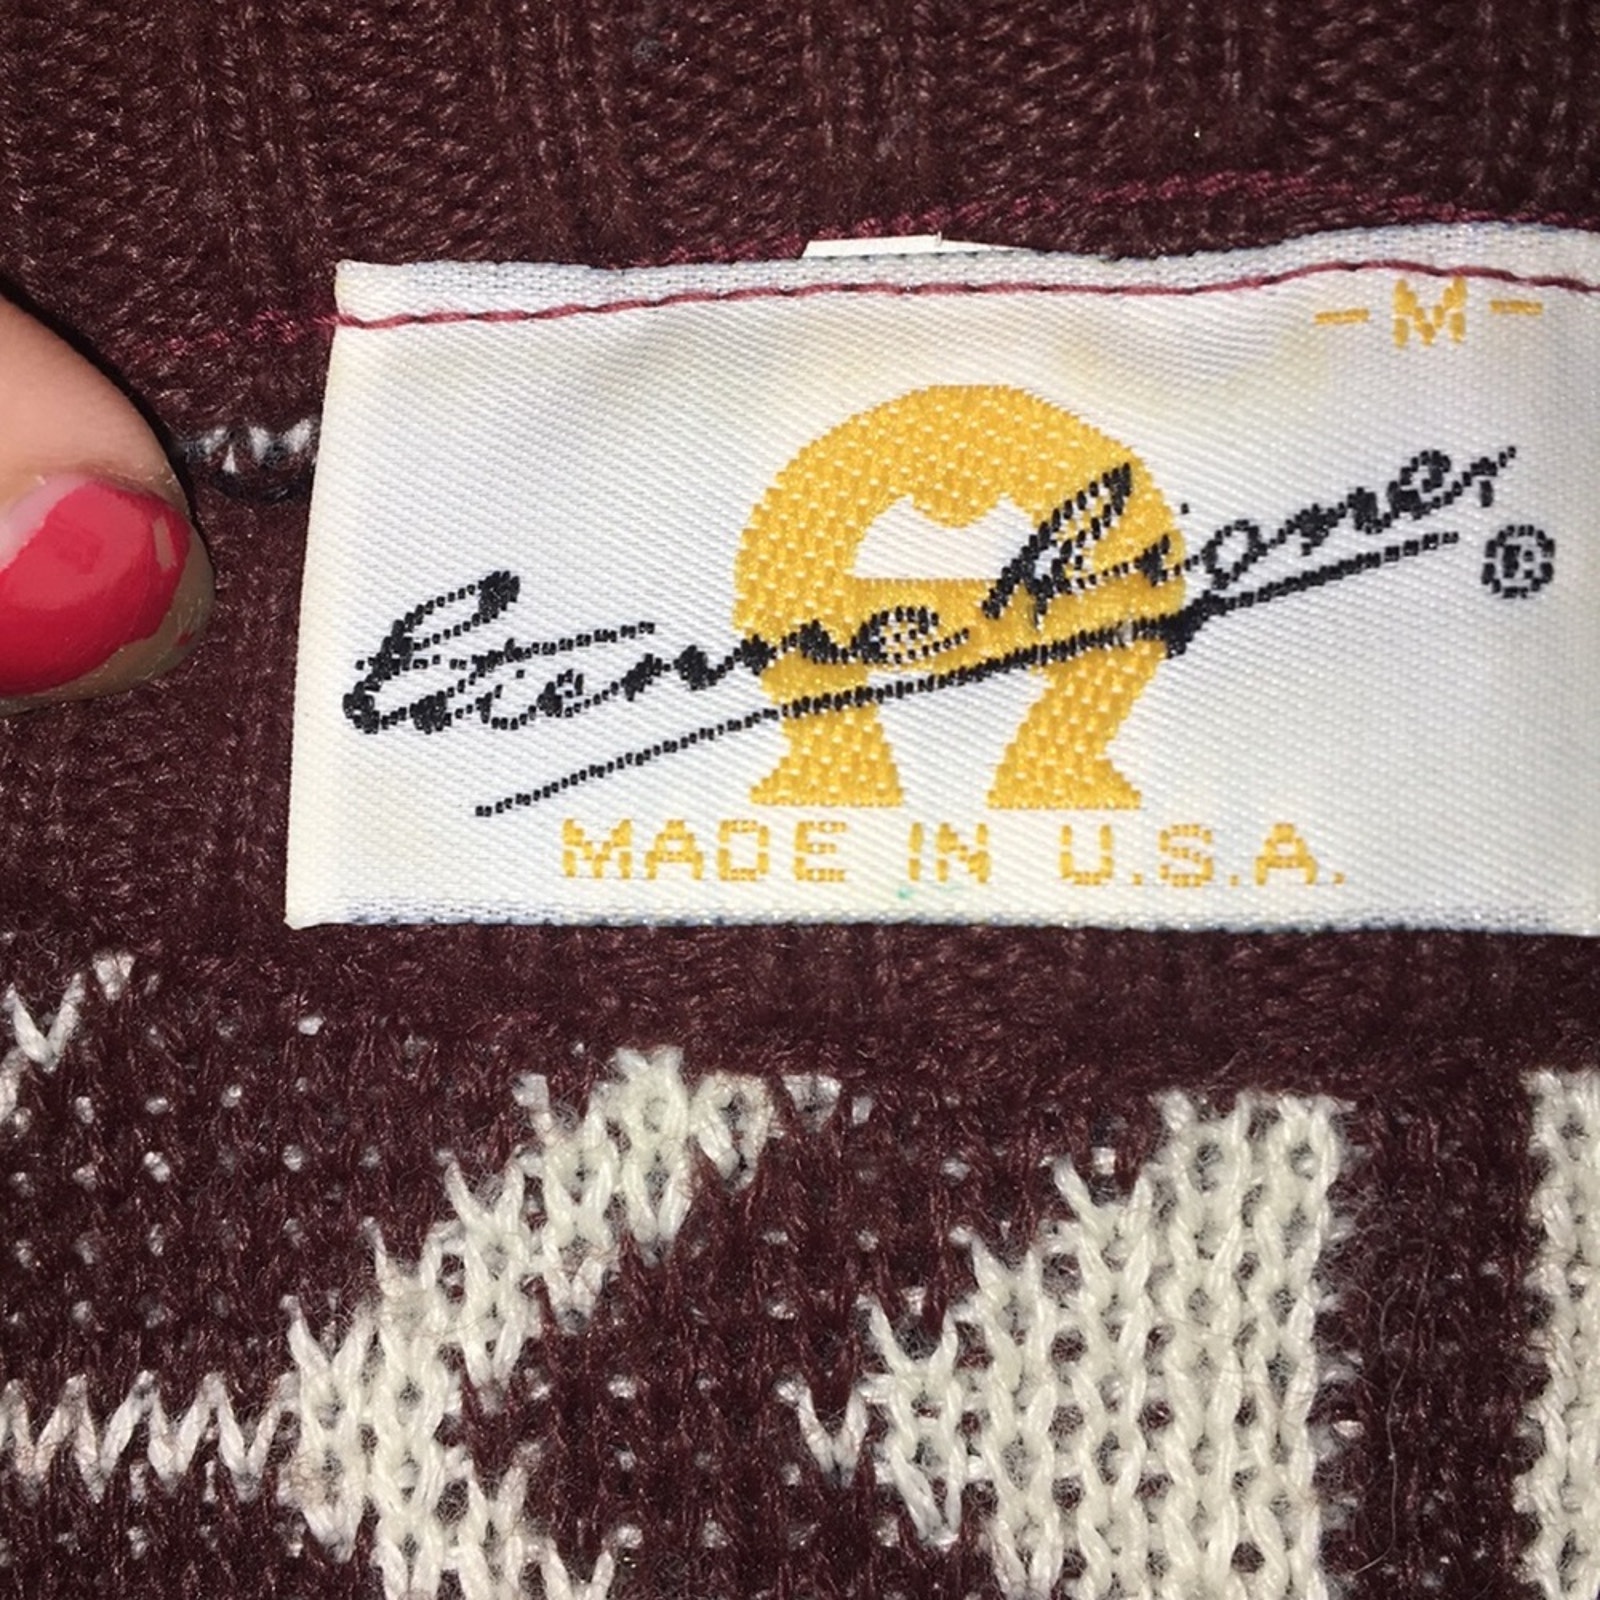 - M -
Etienne Aigner ®
MADE IN U.S.A.